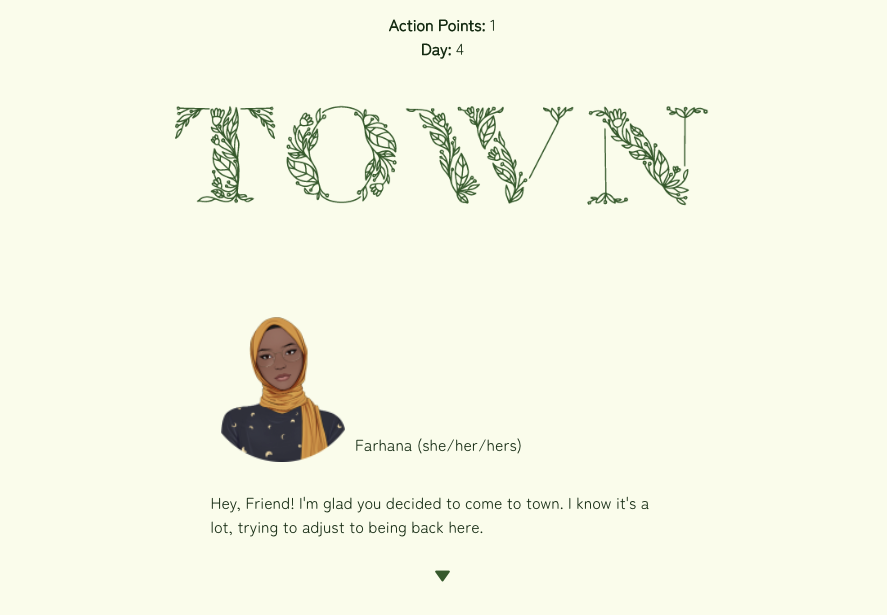 Action Points: 1
Day: 4
TOWN
Farhana (she/her/hers)
Hey, Friend! I'm glad you decided to come to town. I know it's a
lot, trying to adjust to being back here.